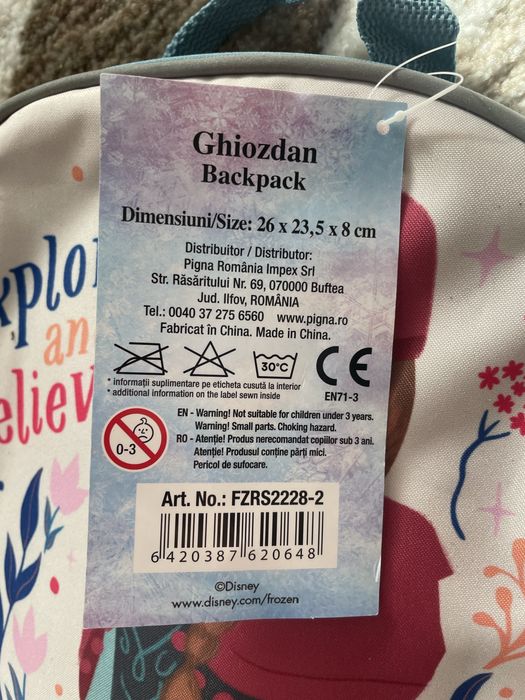 Ghiozdan
Backpack
Dimensiuni/Size: 26 x 23,5 x 8 cm
Distribuitor / Distributor:
Pigna România Impex Srl
Str. Răsăritului Nr. 69, 070000 Buftea
Jud. Ilfov, ROMÂNIA
Tel.: 0040 37 275 6560 www.pigna.ro
Fabricat în China. Made in China.
30°C
CE
EN71-3
* informații suplimentare pe eticheta cusută la interior
* additional information on the label sewn inside
0-3
EN - Warning! Not suitable for children under 3 years.
Warning! Small parts. Choking hazard.
RO - Atenție! Produs nerecomandat copiilor sub 3 ani.
Atenție! Produsul conține părți mici.
Pericol de sufocare.
Art. No.: FZRS2228-2
6 420387 620648
©Disney
www.disney.com/frozen
xplo
an
eliev